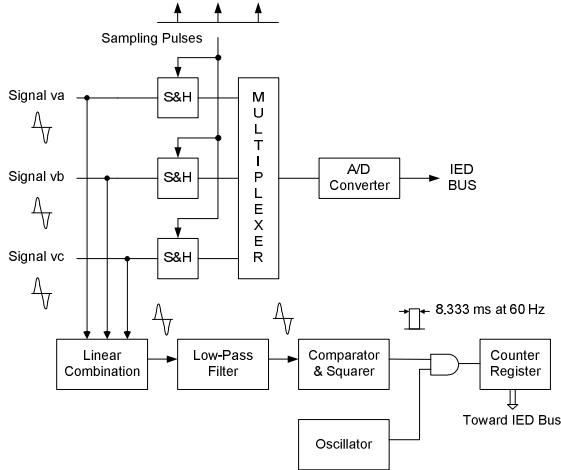 Sampling Pulses
Signal va
S&H
Signal vb
S&H
Signal vc
S&H
MULTIPLEXER
A/D
Converter
IED
BUS
8.333 ms at 60 Hz
Linear
Combination
Low-Pass
Filter
Comparator
& Squarer
Counter
Register
Toward IED Bus
Oscillator